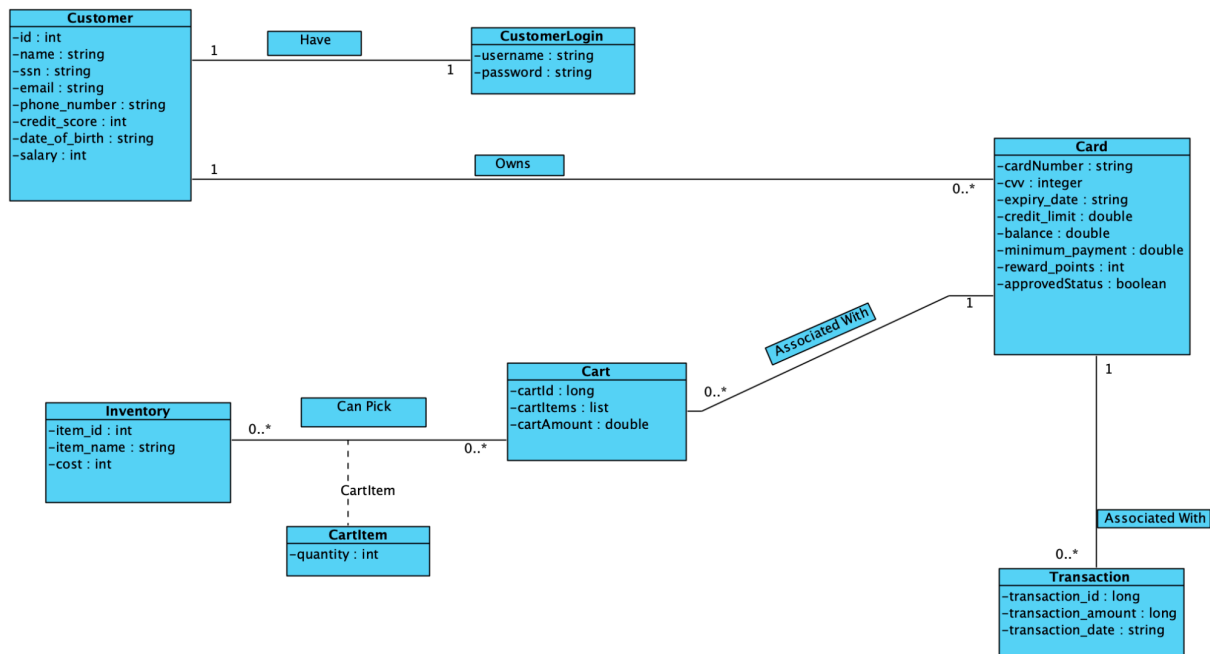 Customer
-id : int
-name : string
-ssn : string
-email : string
-phone_number : string
-credit_score : int
-date_of_birth : string
-salary : int
1
Have
1
CustomerLogin
-username : string
-password : string
1
Owns
0..*
Card
-cardNumber : string
-cvv : integer
-expiry_date : string
-credit_limit : double
-balance : double
-minimum_payment : double
-reward_points : int
-approvedStatus : boolean
1
Associated With
0..*
Cart
-cartId : long
-cartItems : list
-cartAmount : double
Inventory
-item_id : int
-item_name : string
-cost : int
0..*
Can Pick
0..*
CartItem
CartItem
-quantity : int
1
Associated With
0..*
Transaction
-transaction_id : long
-transaction_amount : long
-transaction_date : string